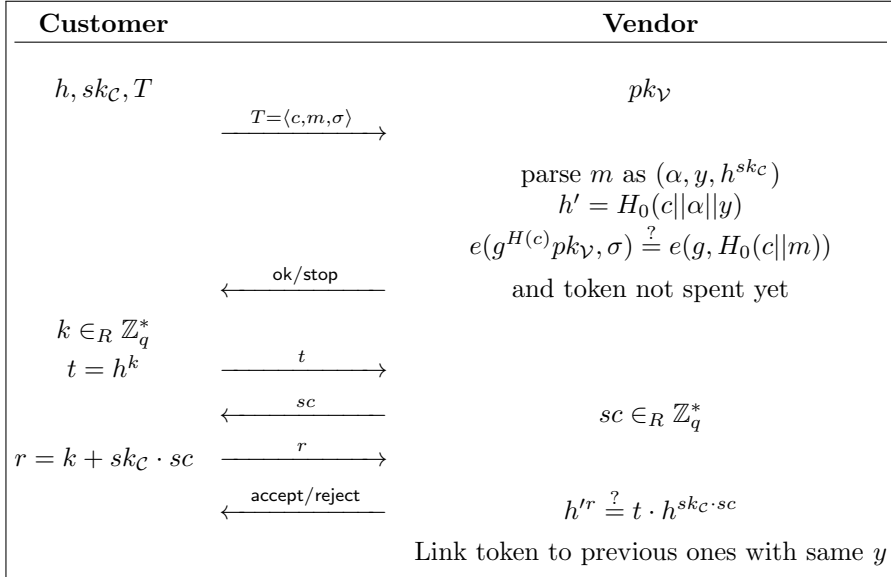 Customer Vendor
h, sk_𝒞, T pk_𝒱
T=⟨c,m,σ⟩
parse m as (α, y, h^{sk_𝒞})
h′ = H_0(c||α||y)
e(g^{H(c)}pk_𝒱, σ) ≟ e(g, H_0(c||m))
ok/stop and token not spent yet
k ∈_R ℤ_q^*
t = h^k t
sc sc ∈_R ℤ_q^*
r = k + sk_𝒞 · sc r
accept/reject h′^r ≟ t · h^{sk_𝒞·sc}
Link token to previous ones with same y